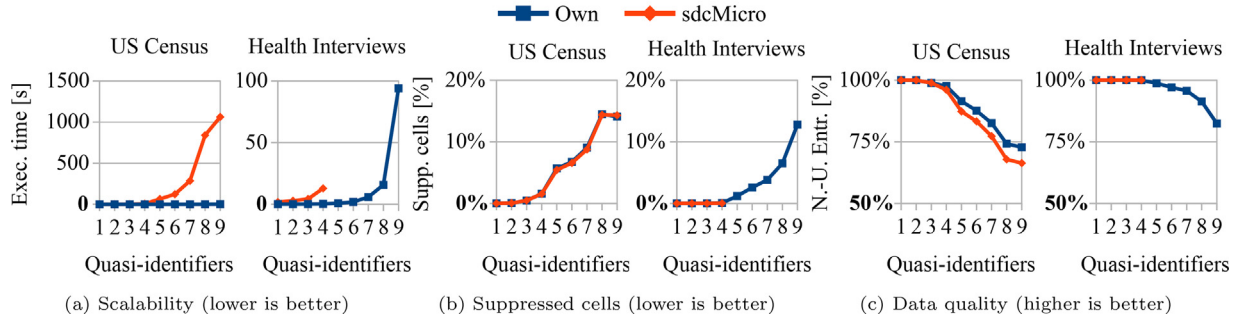 Own sdcMicro
US Census Health Interviews US Census Health Interviews US Census Health Interviews
Exec. time [s]
1500
1000
500
0
100
50
0
1 2 3 4 5 6 7 8 9 1 2 3 4 5 6 7 8 9
Quasi-identifiers Quasi-identifiers
(a) Scalability (lower is better)
Supp. cells [%]
20%
10%
0%
20%
10%
0%
1 2 3 4 5 6 7 8 9 1 2 3 4 5 6 7 8 9
Quasi-identifiers Quasi-identifiers
(b) Suppressed cells (lower is better)
N.-U. Entr. [%]
100%
75%
50%
100%
75%
50%
1 2 3 4 5 6 7 8 9 1 2 3 4 5 6 7 8 9
Quasi-identifiers Quasi-identifiers
(c) Data quality (higher is better)